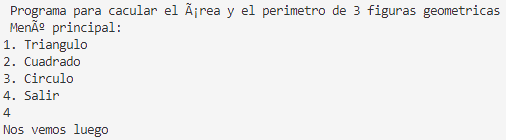 Programa para cacular el Ã¡rea y el perimetro de 3 figuras geometricas
MenÃº principal:
1. Triangulo
2. Cuadrado
3. Circulo
4. Salir
4
Nos vemos luego